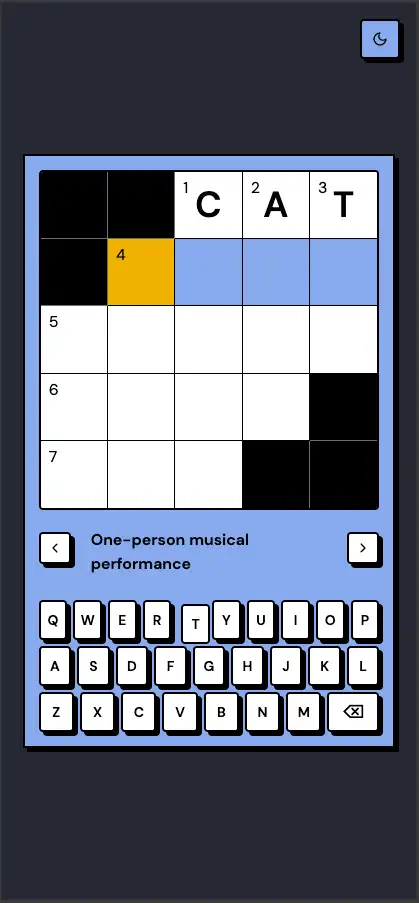 1 C 2 A 3 T
4
5
6
7
One-person musical
performance
Q W E R T Y U I O P
A S D F G H J K L
Z X C V B N M